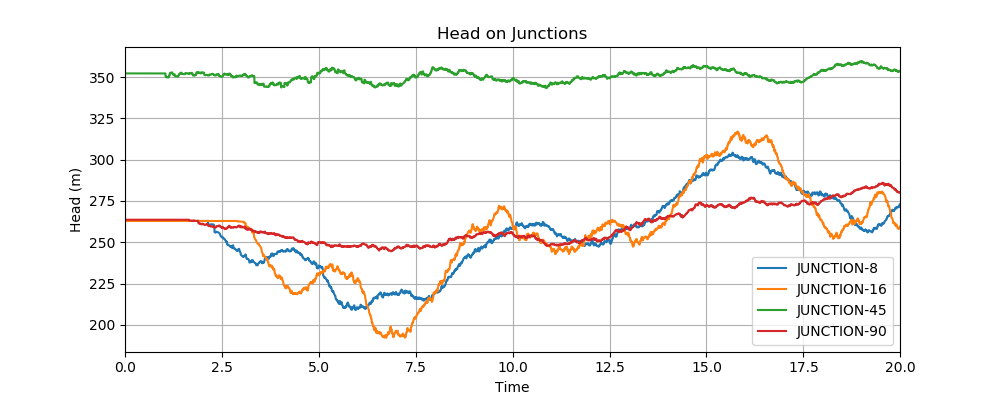 Head on Junctions
Head (m)
350
325
300
275
250
225
200
0.0 2.5 5.0 7.5 10.0 12.5 15.0 17.5 20.0
Time
JUNCTION-8
JUNCTION-16
JUNCTION-45
JUNCTION-90